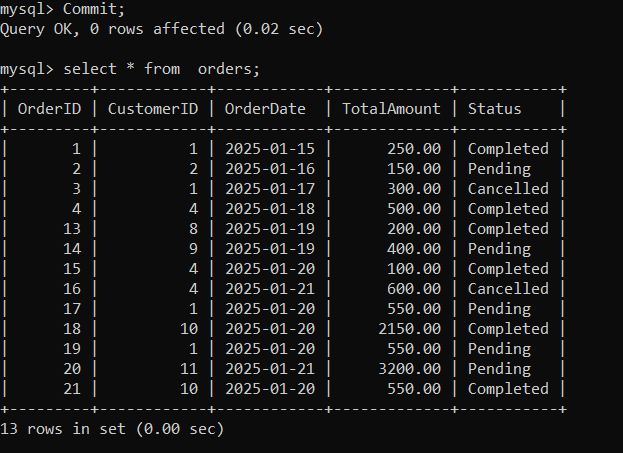 mysql> Commit;
Query OK, 0 rows affected (0.02 sec)
mysql> select * from  orders;
+---------+------------+------------+-------------+-----------+
| OrderID | CustomerID | OrderDate  | TotalAmount | Status    |
+---------+------------+------------+-------------+-----------+
|       1 |          1 | 2025-01-15 |      250.00 | Completed |
|       2 |          2 | 2025-01-16 |      150.00 | Pending   |
|       3 |          1 | 2025-01-17 |      300.00 | Cancelled |
|       4 |          4 | 2025-01-18 |      500.00 | Completed |
|      13 |          8 | 2025-01-19 |      200.00 | Completed |
|      14 |          9 | 2025-01-19 |      400.00 | Pending   |
|      15 |          4 | 2025-01-20 |      100.00 | Completed |
|      16 |          4 | 2025-01-21 |      600.00 | Cancelled |
|      17 |          1 | 2025-01-20 |      550.00 | Pending   |
|      18 |         10 | 2025-01-20 |     2150.00 | Completed |
|      19 |          1 | 2025-01-20 |      550.00 | Pending   |
|      20 |         11 | 2025-01-21 |     3200.00 | Pending   |
|      21 |         10 | 2025-01-20 |      550.00 | Completed |
+---------+------------+------------+-------------+-----------+
13 rows in set (0.00 sec)